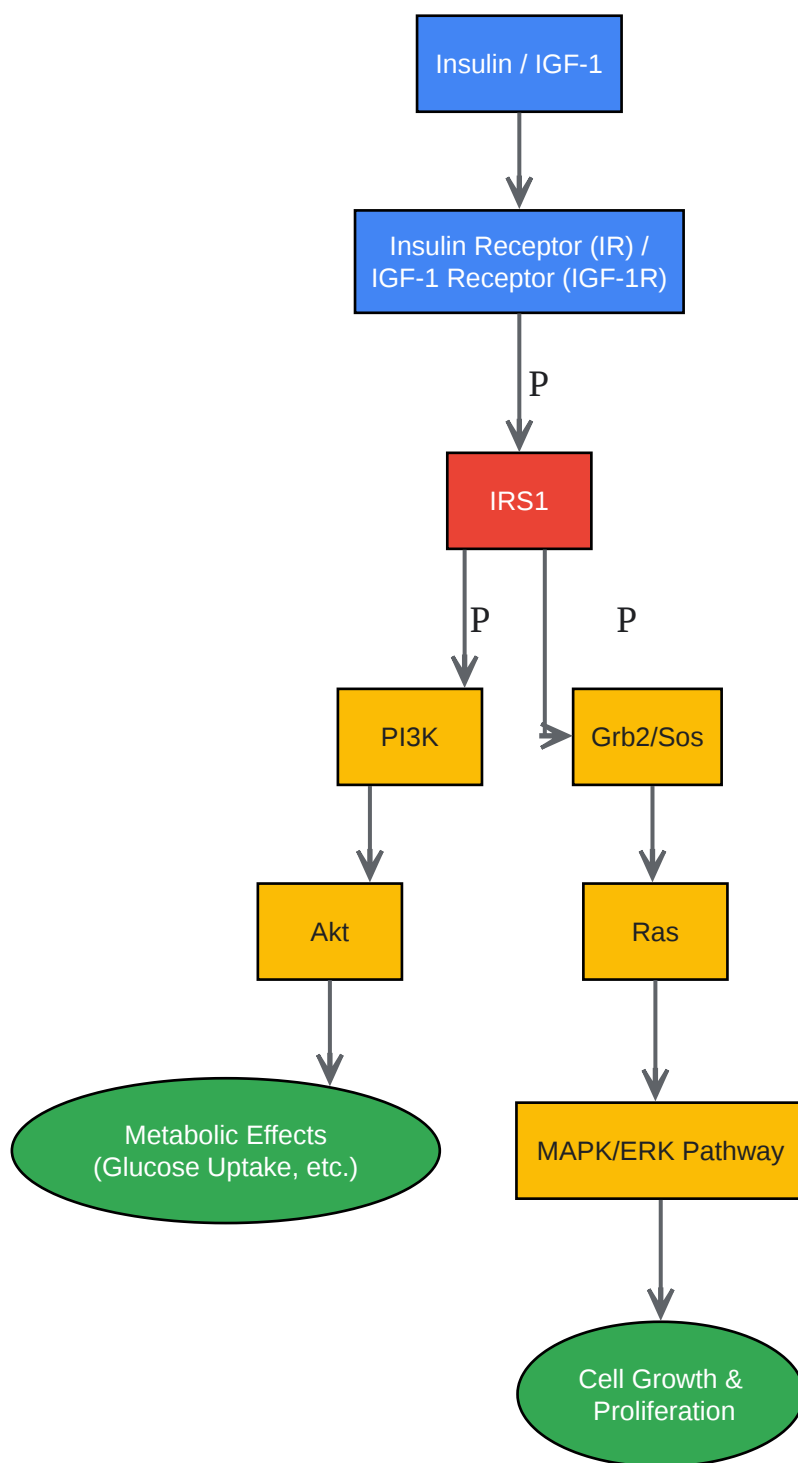 Insulin / IGF-1
Insulin Receptor (IR) /
IGF-1 Receptor (IGF-1R)
P
IRS1
P P
PI3K
Grb2/Sos
Akt
Ras
Metabolic Effects
(Glucose Uptake, etc.)
MAPK/ERK Pathway
Cell Growth &
Proliferation